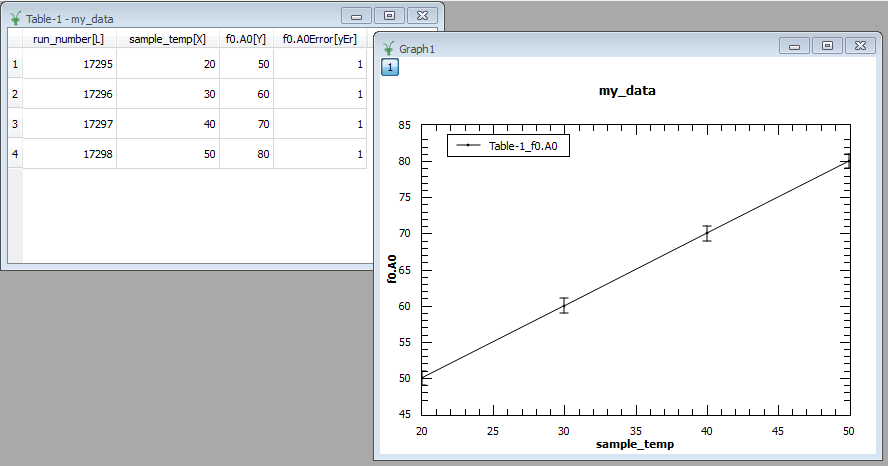 Table-1 - my_data
run_number[L] sample_temp[X] f0.A0[Y] f0.A0Error[yEr]
1 17295 20 50 1
2 17296 30 60 1
3 17297 40 70 1
4 17298 50 80 1
Graph1
1
my_data
Table-1_f0.A0
85
80
75
70
65
60
55
50
45
f0.A0
20 25 30 35 40 45 50
sample_temp